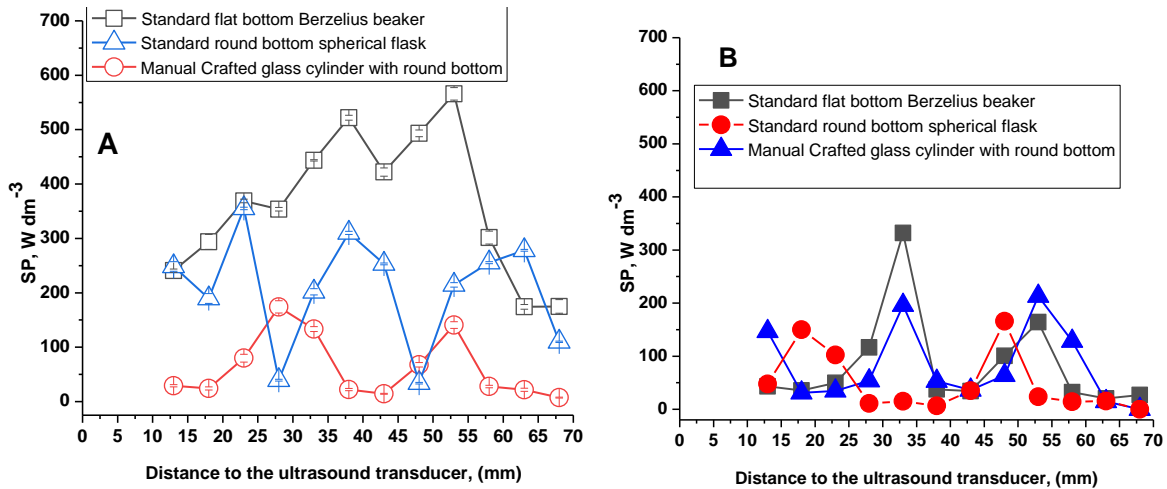 Standard flat bottom Berzelius beaker
Standard round bottom spherical flask
Manual Crafted glass cylinder with round bottom
A
SP, W dm-3
700
600
500
400
300
200
100
0
0 5 10 15 20 25 30 35 40 45 50 55 60 65 70
Distance to the ultrasound transducer, (mm)
B
Standard flat bottom Berzelius beaker
Standard round bottom spherical flask
Manual Crafted glass cylinder with round bottom
SP, W dm-3
700
600
500
400
300
200
100
0
0 5 10 15 20 25 30 35 40 45 50 55 60 65 70
Distance to the ultrasound transducer, (mm)